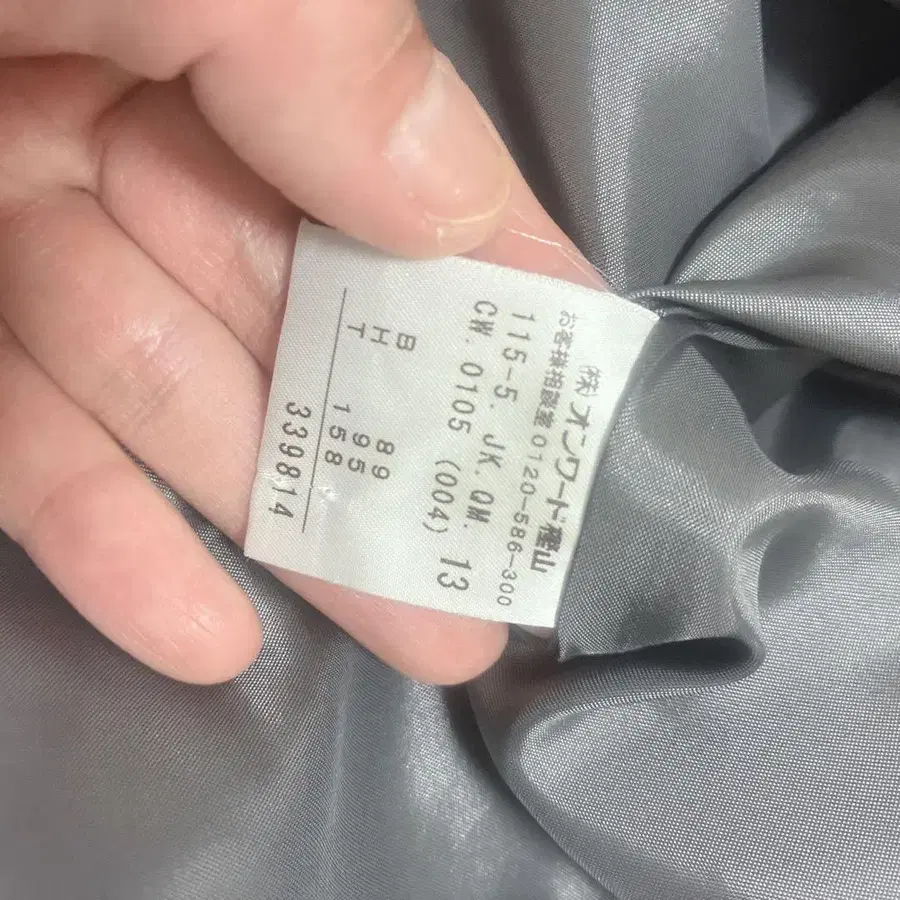 ㈱オンワード樫山
お客様相談室0120-586-300
115-5. JK. QM. 13
CW. 0105 (004)
B 89
H 95
T 158
339814